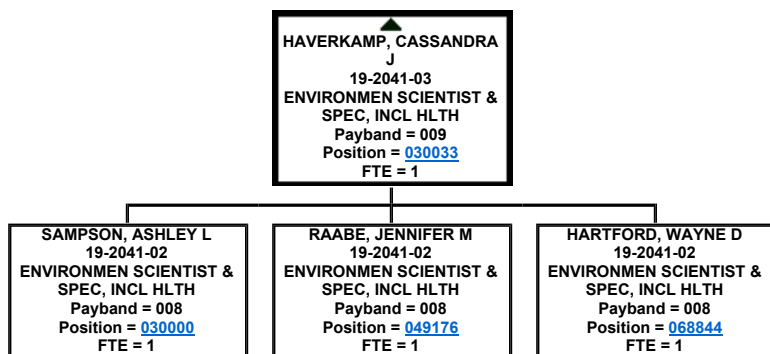 HAVERKAMP, CASSANDRA
J
19-2041-03
ENVIRONMEN SCIENTIST &
SPEC, INCL HLTH
Payband = 009
Position = 030033
FTE = 1
SAMPSON, ASHLEY L
19-2041-02
ENVIRONMEN SCIENTIST &
SPEC, INCL HLTH
Payband = 008
Position = 030000
FTE = 1
RAABE, JENNIFER M
19-2041-02
ENVIRONMEN SCIENTIST &
SPEC, INCL HLTH
Payband = 008
Position = 049176
FTE = 1
HARTFORD, WAYNE D
19-2041-02
ENVIRONMEN SCIENTIST &
SPEC, INCL HLTH
Payband = 008
Position = 068844
FTE = 1